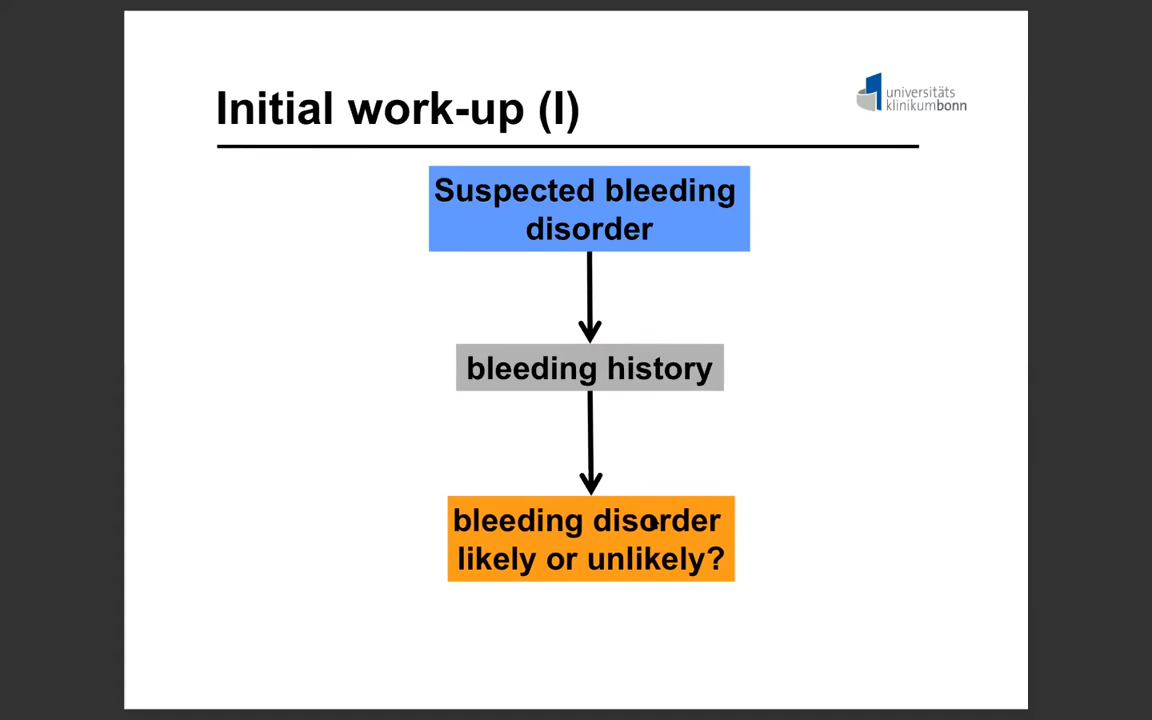 Initial work-up (I)
universitäts
klinikumbonn
Suspected bleeding
disorder
bleeding history
bleeding disorder
likely or unlikely?